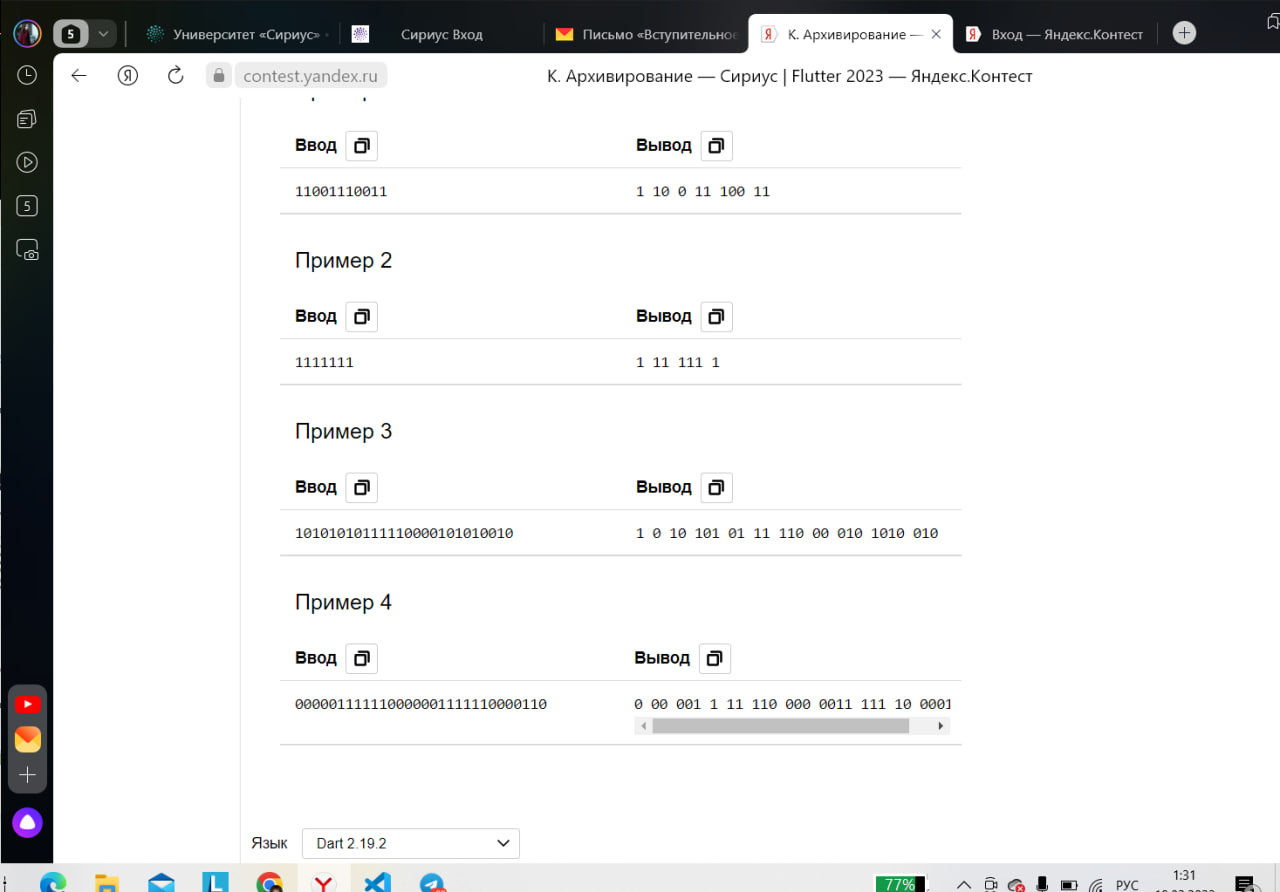 5
Университет «Сириус»
Сириус Вход
Письмо «Вступительное
К. Архивирование —
Вход — Яндекс.Контест
contest.yandex.ru
К. Архивирование — Сириус | Flutter 2023 — Яндекс.Контест
Ввод
Вывод
11001110011
1 10 0 11 100 11
Пример 2
Ввод
Вывод
1111111
1 11 111 1
Пример 3
Ввод
Вывод
10101010111110000101010010
1 0 10 101 01 11 110 00 010 1010 010
Пример 4
Ввод
Вывод
000001111110000001111110000110
0 00 001 1 11 110 000 0011 111 10 0001
Язык
Dart 2.19.2
77%
РУС
1:31